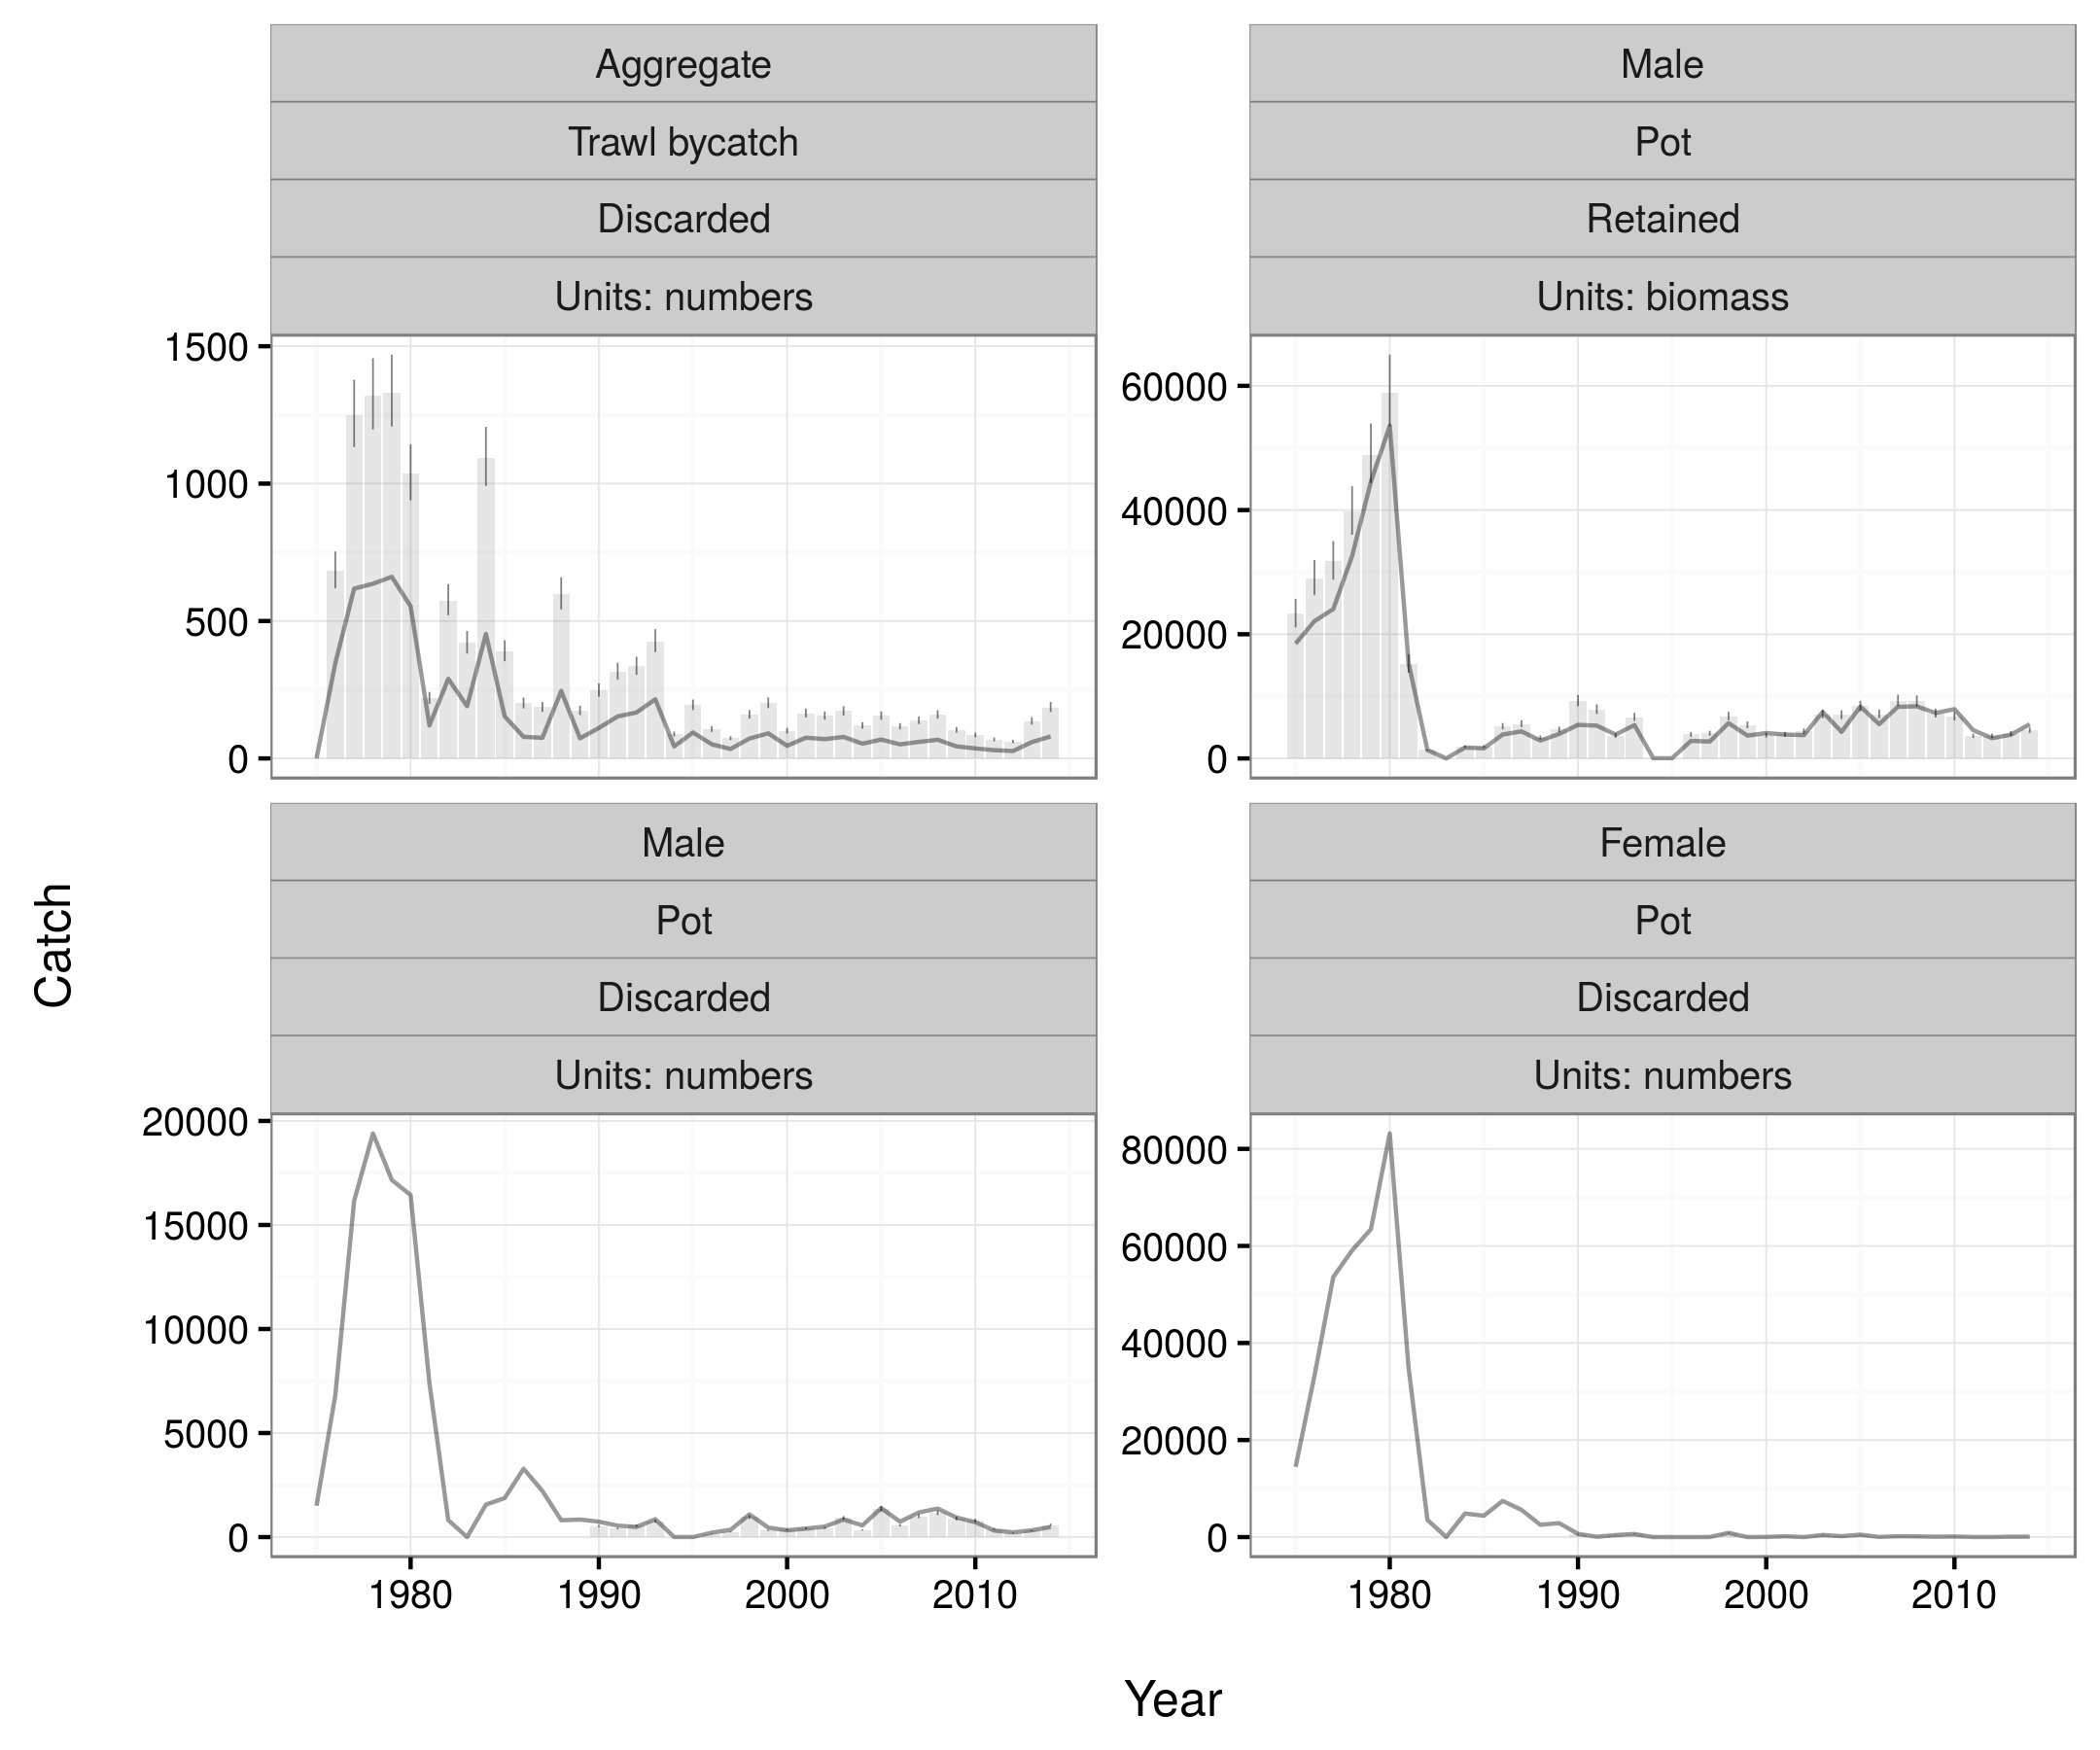 Aggregate
Trawl bycatch
Discarded
Units: numbers
1500
1000
500
0
Male
Pot
Retained
Units: biomass
60000
40000
20000
0
Catch
Male
Pot
Discarded
Units: numbers
20000
15000
10000
5000
0
1980 1990 2000 2010
Female
Pot
Discarded
Units: numbers
80000
60000
40000
20000
0
1980 1990 2000 2010
Year